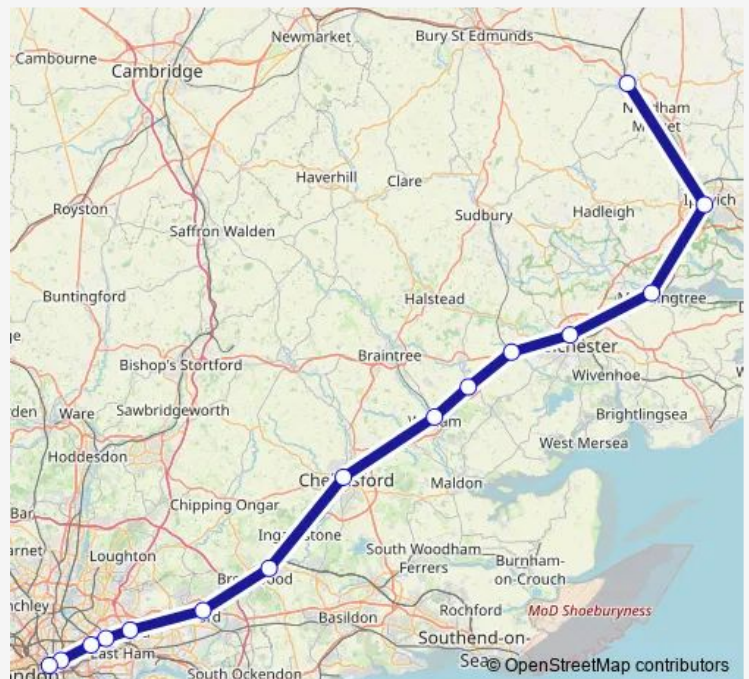 Newmarket
Bury St Edmunds
Cambourne
Cambridge
Haverhill
Clare
Royston
Sudbury
Hadleigh
Saffron Walden
Buntingford
Halstead
Braintree
Bishop's Stortford
Wivenhoe
Ware
Sawbridgeworth
Brightlingsea
West Mersea
Hoddesdon
Maldon
Chipping Ongar
South Woodham
Ferrers
Loughton
Burnham-
on-Crouch
Basildon
Rochford
MoD Shoeburyness
East Ham
Southend-on-
Sea
South Ockendon
© OpenStreetMap contributors